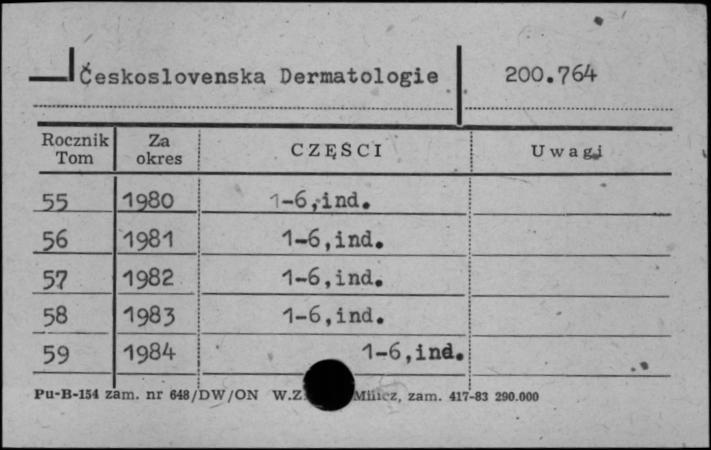 Československa Dermatologie 200.764
Rocznik Tom Za okres CZĘŚCI Uwagi
55 1980 1-6,ind.
56 1981 1-6,ind.
57 1982 1-6,ind.
58 1983 1-6,ind.
59 1984 1-6,ind.
Pu-B-154 zam. nr 648/DW/ON W.Z. Milicz, zam. 417-83 290.000